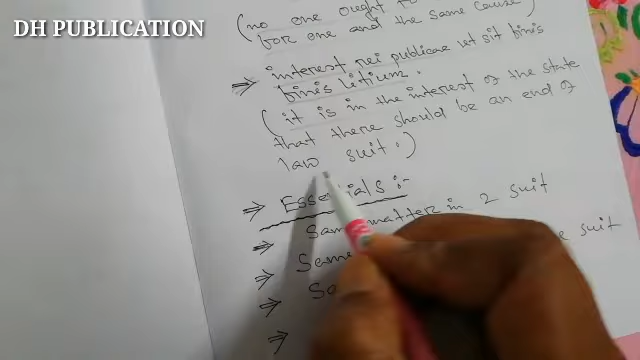 DH PUBLICATION
(no one ought to
for one and the same cause)
⇒ interest rei publicae ut sit finis
finis litium.
(it is in the interest of the state
that there should be an end of
law suit.)
⇒ Essentials :-
⇒ Same matter in 2 suit
⇒ Same suit
⇒
⇒